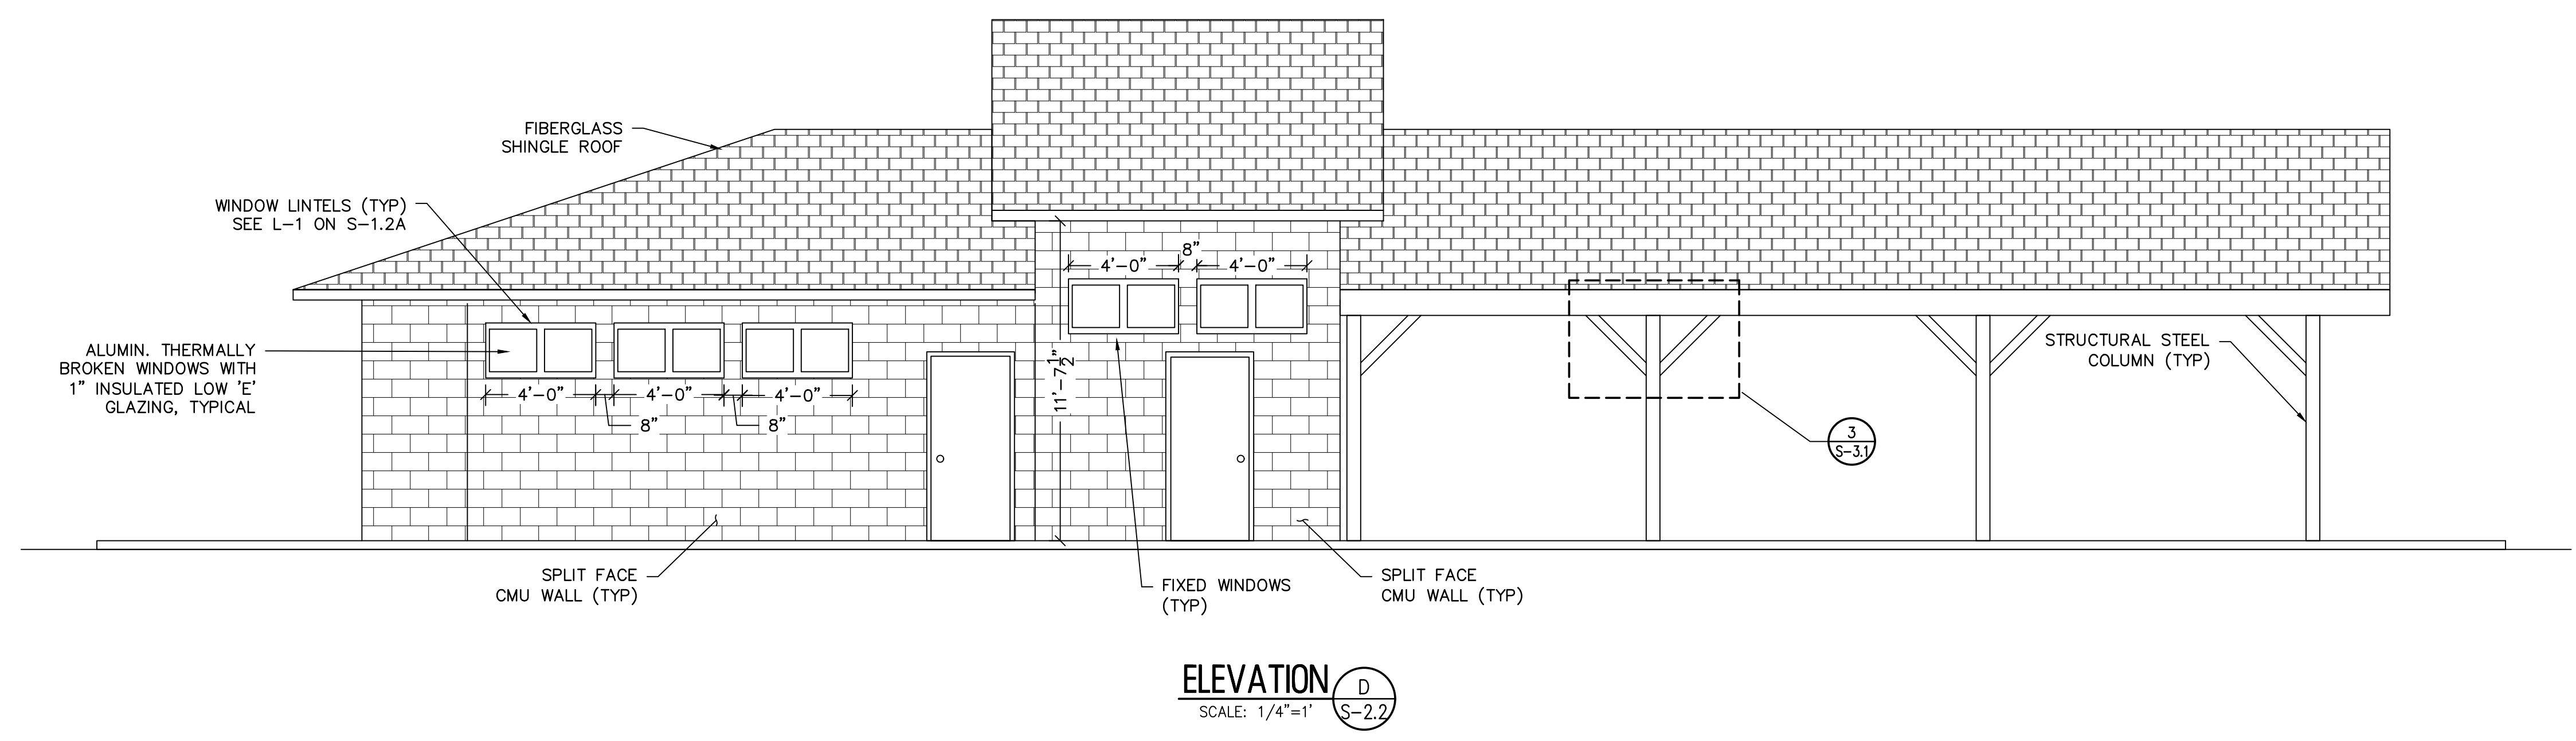 FIBERGLASS
SHINGLE ROOF
WINDOW LINTELS (TYP)
SEE L-1 ON S-1.2A
ALUMIN. THERMALLY
BROKEN WINDOWS WITH
1" INSULATED LOW 'E'
GLAZING, TYPICAL
4'-0"
4'-0"
4'-0"
8"
8"
8"
4'-0"
4'-0"
11'-7 1/2"
STRUCTURAL STEEL
COLUMN (TYP)
3
S-3.1
SPLIT FACE
CMU WALL (TYP)
FIXED WINDOWS
(TYP)
SPLIT FACE
CMU WALL (TYP)
ELEVATION
SCALE: 1/4"=1'
D
S-2.2